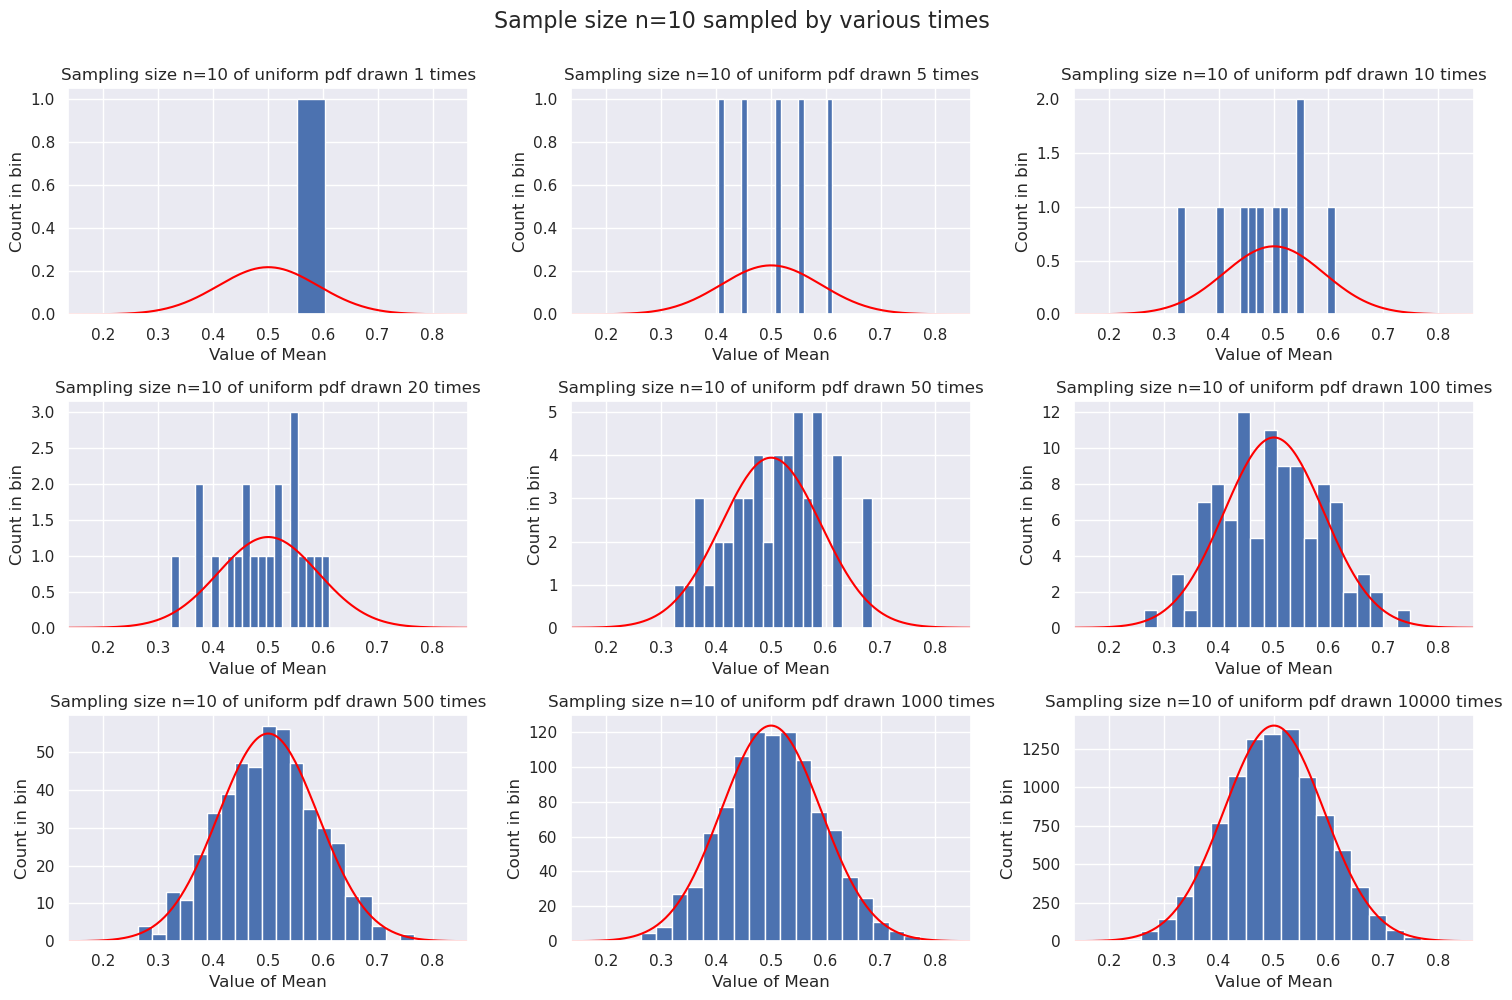 Sample size n=10 sampled by various times
Sampling size n=10 of uniform pdf drawn 1 times
1.0
0.8
0.6
0.4
0.2
0.0
Count in bin
0.2 0.3 0.4 0.5 0.6 0.7 0.8
Value of Mean
Sampling size n=10 of uniform pdf drawn 5 times
1.0
0.8
0.6
0.4
0.2
0.0
Count in bin
0.2 0.3 0.4 0.5 0.6 0.7 0.8
Value of Mean
Sampling size n=10 of uniform pdf drawn 10 times
2.0
1.5
1.0
0.5
0.0
Count in bin
0.2 0.3 0.4 0.5 0.6 0.7 0.8
Value of Mean
Sampling size n=10 of uniform pdf drawn 20 times
3.0
2.5
2.0
1.5
1.0
0.5
0.0
Count in bin
0.2 0.3 0.4 0.5 0.6 0.7 0.8
Value of Mean
Sampling size n=10 of uniform pdf drawn 50 times
5
4
3
2
1
0
Count in bin
0.2 0.3 0.4 0.5 0.6 0.7 0.8
Value of Mean
Sampling size n=10 of uniform pdf drawn 100 times
12
10
8
6
4
2
0
Count in bin
0.2 0.3 0.4 0.5 0.6 0.7 0.8
Value of Mean
Sampling size n=10 of uniform pdf drawn 500 times
50
40
30
20
10
0
Count in bin
0.2 0.3 0.4 0.5 0.6 0.7 0.8
Value of Mean
Sampling size n=10 of uniform pdf drawn 1000 times
120
100
80
60
40
20
0
Count in bin
0.2 0.3 0.4 0.5 0.6 0.7 0.8
Value of Mean
Sampling size n=10 of uniform pdf drawn 10000 times
1250
1000
750
500
250
0
Count in bin
0.2 0.3 0.4 0.5 0.6 0.7 0.8
Value of Mean